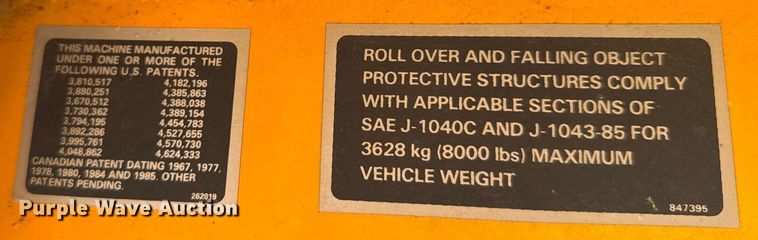 THIS MACHINE MANUFACTURED
UNDER ONE OR MORE OF THE
FOLLOWING U.S. PATENTS.
3,810,517 4,182,196
3,880,251 4,385,863
3,670,512 4,388,038
3,730,362 4,389,154
3,794,195 4,454,783
3,892,286 4,527,655
3,995,761 4,570,730
4,048,862 4,624,333
CANADIAN PATENT DATING 1967, 1977,
1978, 1980, 1984 AND 1985. OTHER
PATENTS PENDING.
262019
ROLL OVER AND FALLING OBJECT
PROTECTIVE STRUCTURES COMPLY
WITH APPLICABLE SECTIONS OF
SAE J-1040C AND J-1043-85 FOR
3628 kg (8000 lbs) MAXIMUM
VEHICLE WEIGHT
847395
Purple Wave Auction